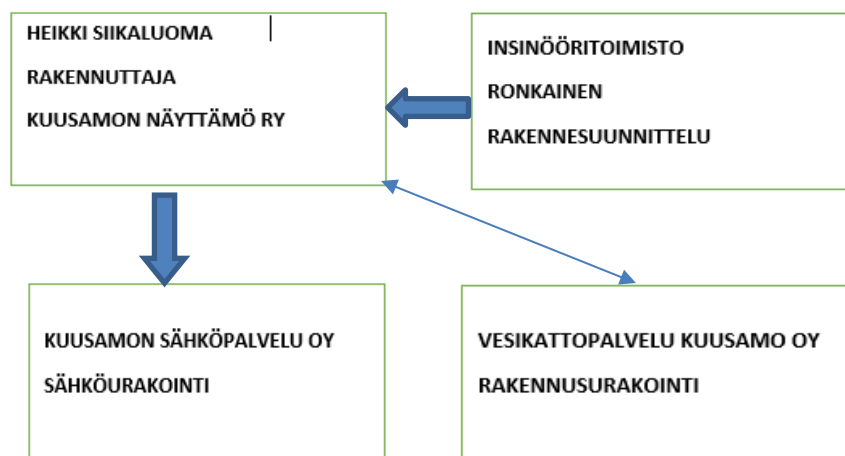 HEIKKI SIIKALUOMA
RAKENNUTTAJA
KUUSAMON NÄYTTÄMÖ RY
INSINÖÖRITOIMISTO
RONKAINEN
RAKENNESUUNNITTELU
KUUSAMON SÄHKÖPALVELU OY
SÄHKÖURAKOINTI
VESIKATTOPALVELU KUUSAMO OY
RAKENNUSURAKOINTI